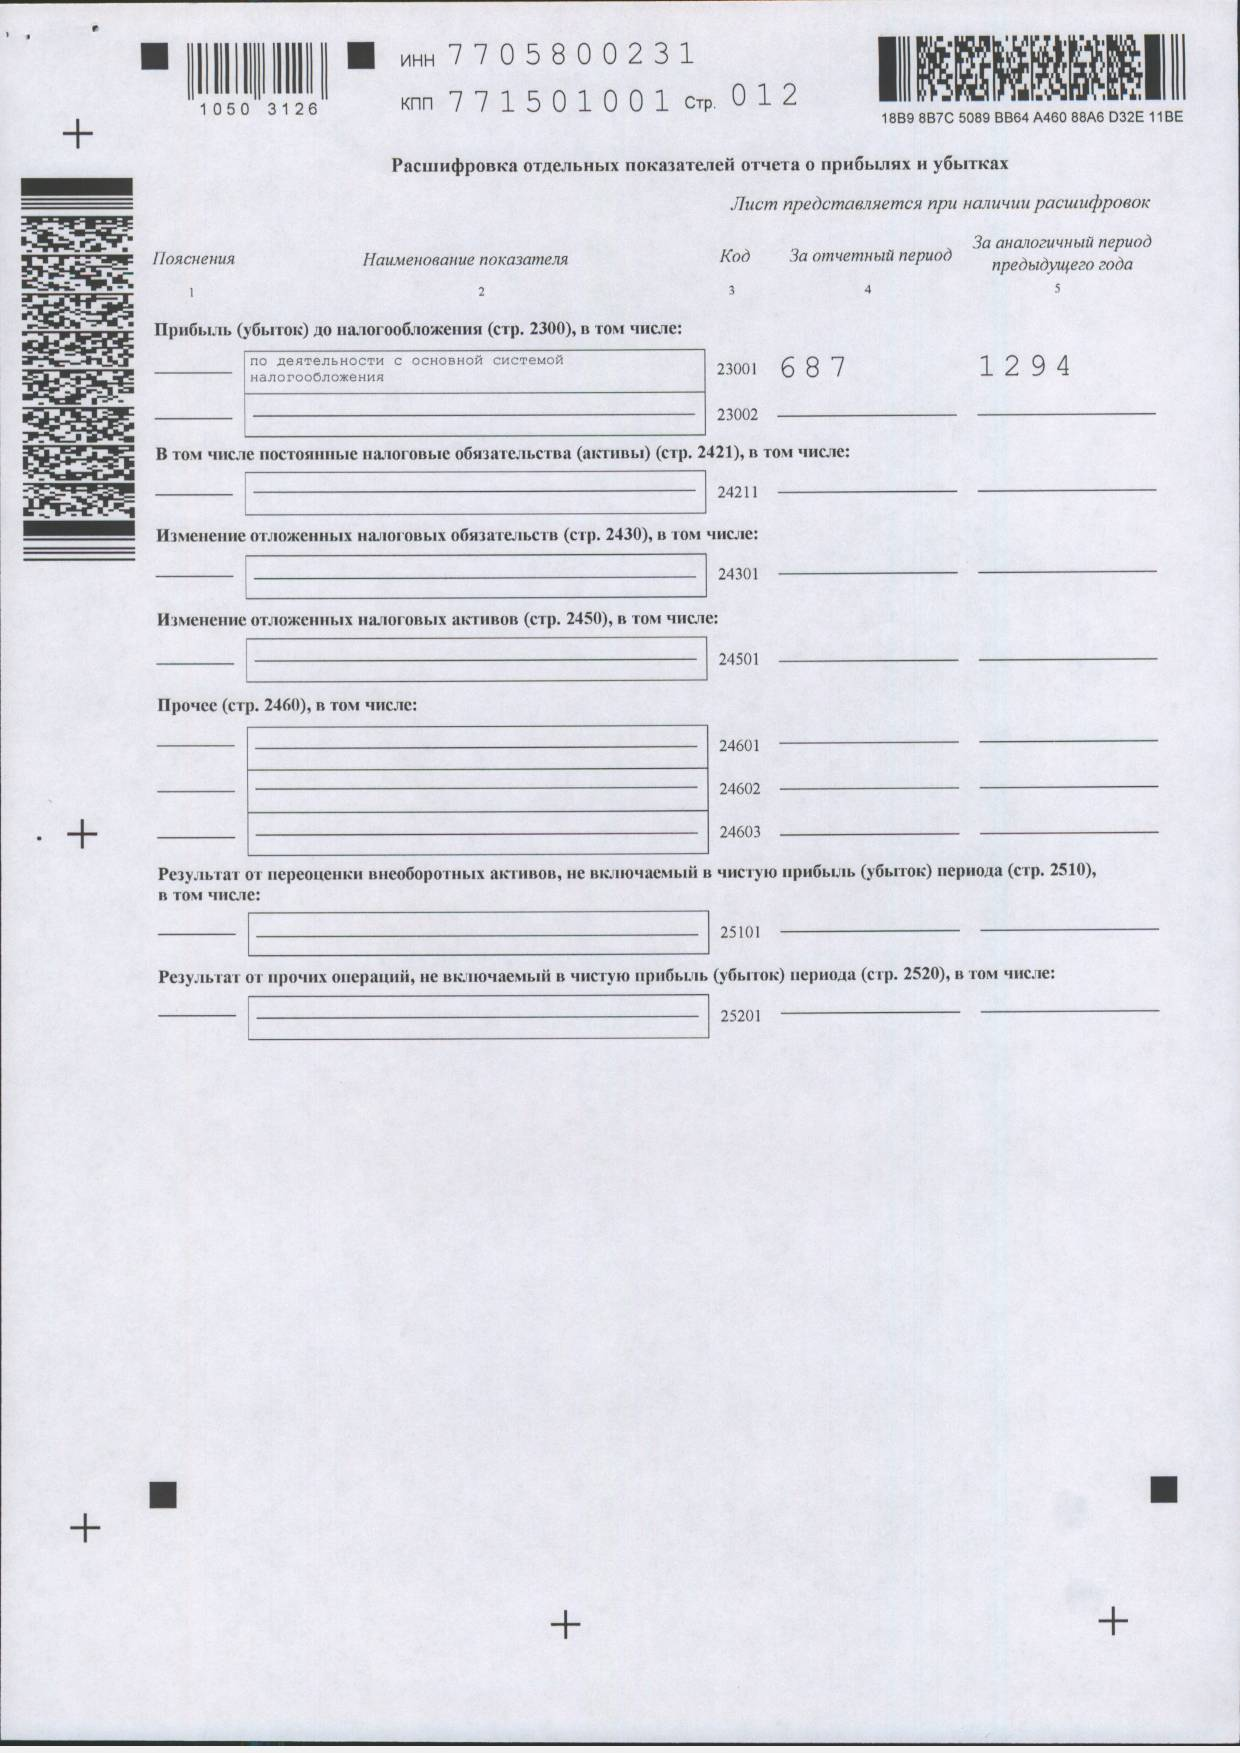 ИНН 7705800231
1050 3126
КПП 771501001 Стр. 012
18B9 8B7C 5089 BB64 A460 88A6 D32E 11BE
Расшифровка отдельных показателей отчета о прибылях и убытках
Лист представляется при наличии расшифровок
Пояснения Наименование показателя Код За отчетный период За аналогичный период
предыдущего года
1 2 3 4 5
Прибыль (убыток) до налогообложения (стр. 2300), в том числе:
по деятельности с основной системой
налогообложения 23001 687 1294
23002
В том числе постоянные налоговые обязательства (активы) (стр. 2421), в том числе:
24211
Изменение отложенных налоговых обязательств (стр. 2430), в том числе:
24301
Изменение отложенных налоговых активов (стр. 2450), в том числе:
24501
Прочее (стр. 2460), в том числе:
24601
24602
24603
Результат от переоценки внеоборотных активов, не включаемый в чистую прибыль (убыток) периода (стр. 2510),
в том числе:
25101
Результат от прочих операций, не включаемый в чистую прибыль (убыток) периода (стр. 2520), в том числе:
25201